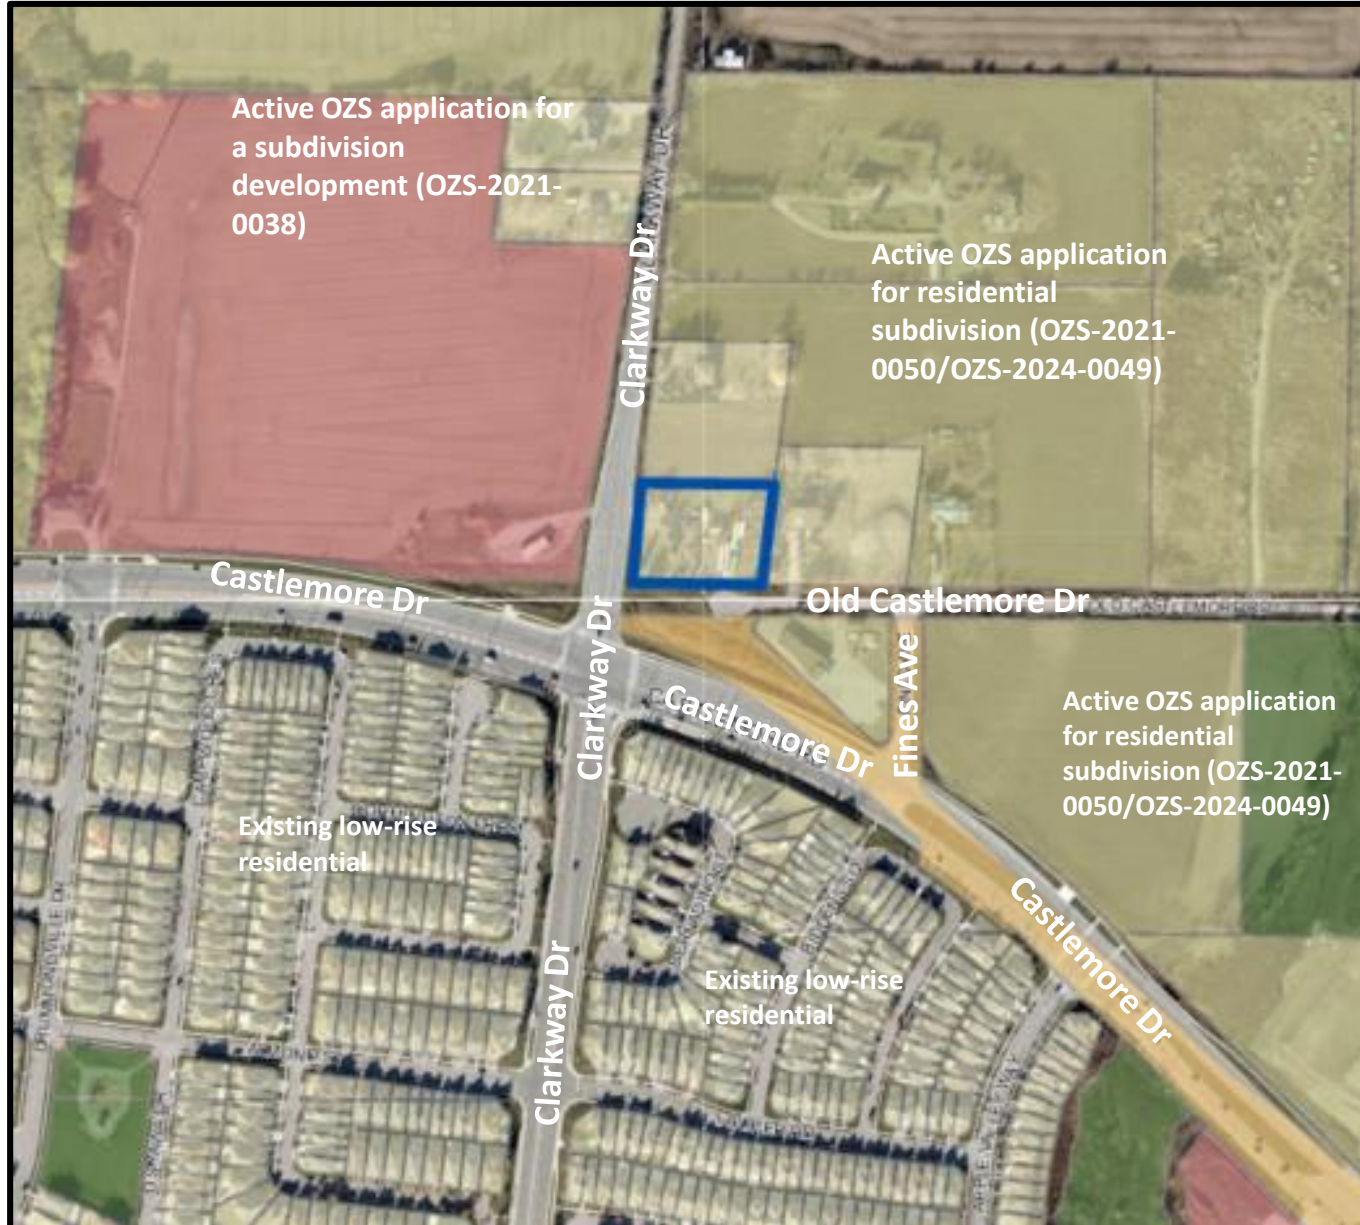 Active OZS application for
a subdivision
development (OZS-2021-
0038)
Clarkway Dr
Active OZS application
for residential
subdivision (OZS-2021-
0050/OZS-2024-0049)
Castlemore Dr
Old Castlemore Dr
Clarkway Dr
Castlemore Dr
Fines Ave
Active OZS application
for residential
subdivision (OZS-2021-
0050/OZS-2024-0049)
Existing low-rise
residential
Castlemore Dr
Clarkway Dr
Existing low-rise
residential